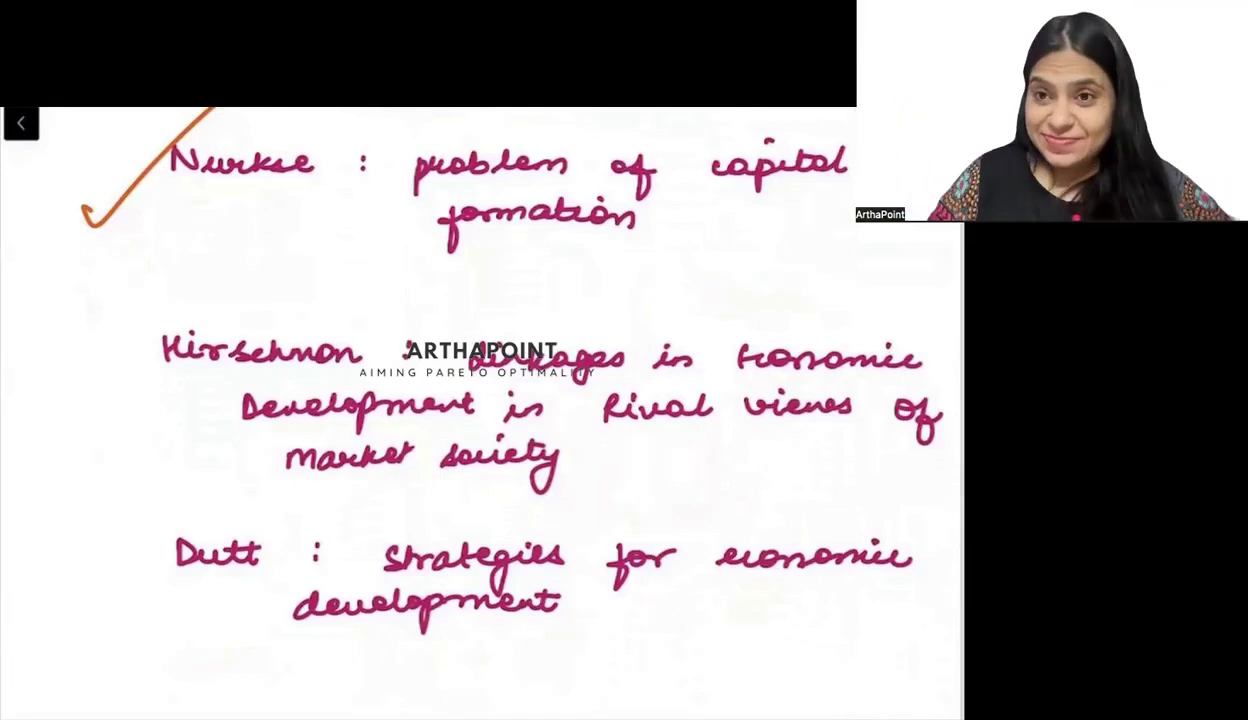 Nurkse : problem of capital
formation
ArthaPoint
Hirschman : Linkages in Economic
ARTHAPOINT
AIMING PARETO OPTIMALITY
Development in Rival views of
market society
Dutt : Strategies for economic
development